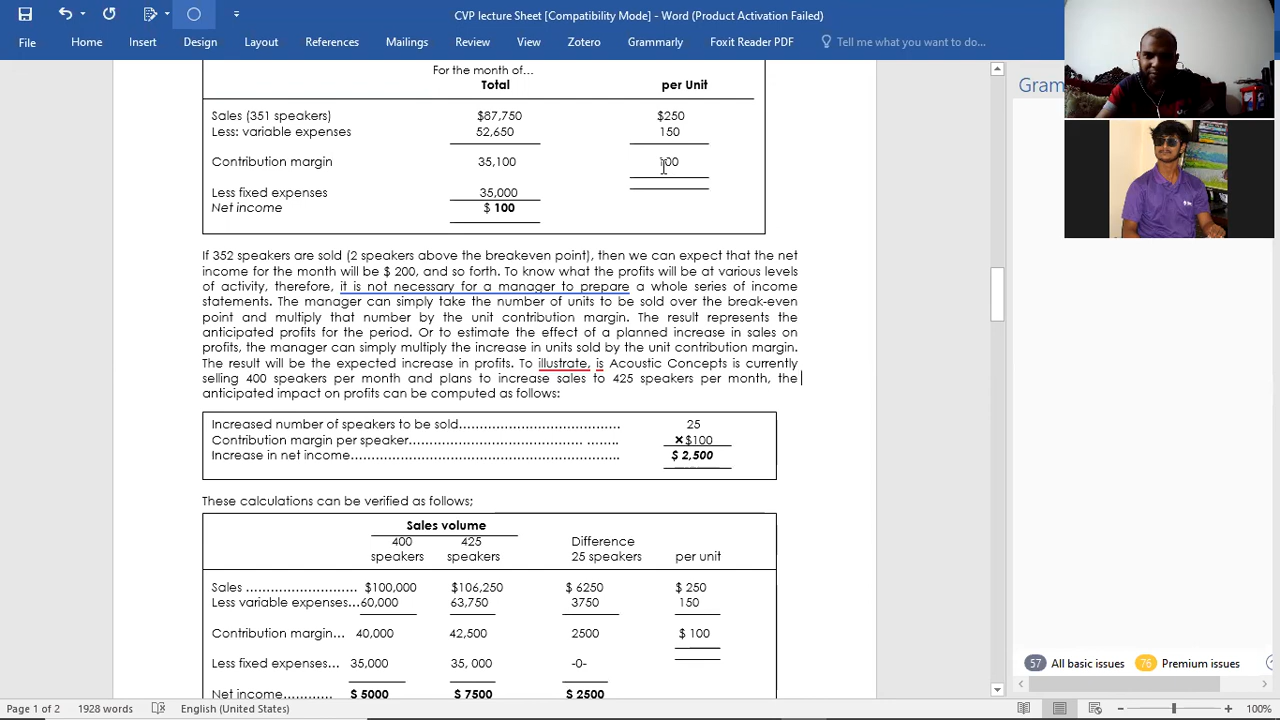 CVP lecture Sheet [Compatibility Mode] - Word (Product Activation Failed)
File Home Insert Design Layout References Mailings Review View Zotero Grammarly Foxit Reader PDF Tell me what you want to do...
Gram
For the month of…
Total per Unit
Sales (351 speakers) $87,750 $250
Less: variable expenses 52,650 150
Contribution margin 35,100 100
Less fixed expenses 35,000
Net income $ 100
If 352 speakers are sold (2 speakers above the breakeven point), then we can expect that the net
income for the month will be $ 200, and so forth. To know what the profits will be at various levels
of activity, therefore, it is not necessary for a manager to prepare a whole series of income
statements. The manager can simply take the number of units to be sold over the break-even
point and multiply that number by the unit contribution margin. The result represents the
anticipated profits for the period. Or to estimate the effect of a planned increase in sales on
profits, the manager can simply multiply the increase in units sold by the unit contribution margin.
The result will be the expected increase in profits. To illustrate, is Acoustic Concepts is currently
selling 400 speakers per month and plans to increase sales to 425 speakers per month, the
anticipated impact on profits can be computed as follows:
Increased number of speakers to be sold………………………………. 25
Contribution margin per speaker…………………………………… …….. ×$100
Increase in net income…………………………………………………….. $ 2,500
These calculations can be verified as follows;
Sales volume
400 425 Difference
speakers speakers 25 speakers per unit
Sales ………………………… $100,000 $106,250 $ 6250 $ 250
Less variable expenses…60,000 63,750 3750 150
Contribution margin… 40,000 42,500 2500 $ 100
Less fixed expenses… 35,000 35, 000 -0-
Net income………… $ 5000 $ 7500 $ 2500
57 All basic issues 76 Premium issues
Page 1 of 2 1928 words English (United States) 100%